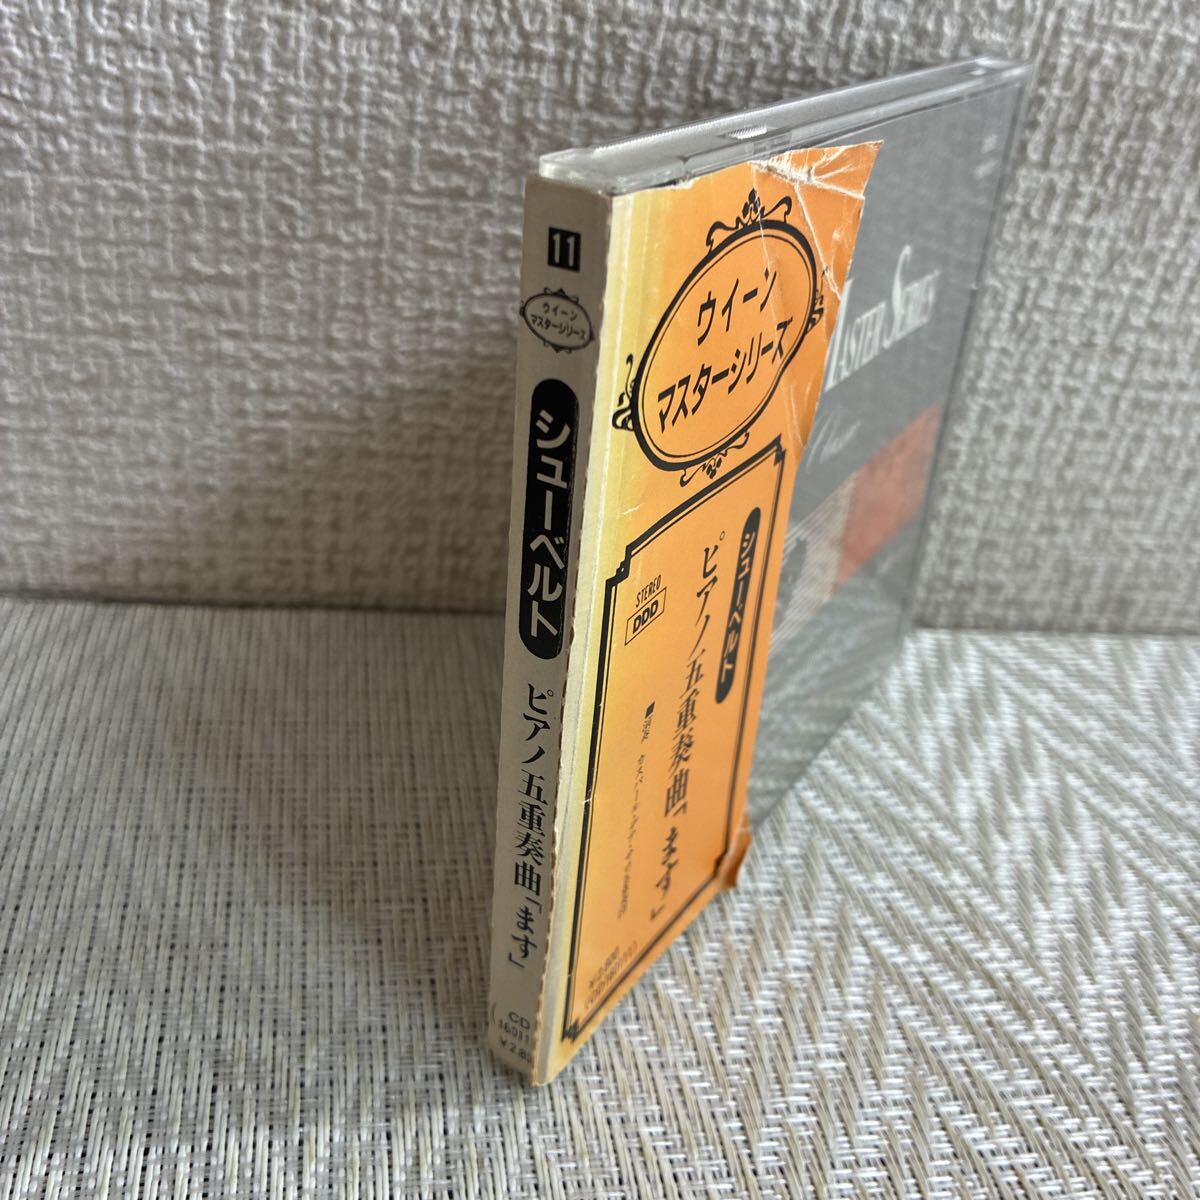 11
ウィーン
マスターシリーズ
シューベルト
ピアノ五重奏曲「ます」
CD
ウィーン
マスターシリーズ
シューベルト
ピアノ五重奏曲「ます」
STEREO
DDD
MASTER SERIES